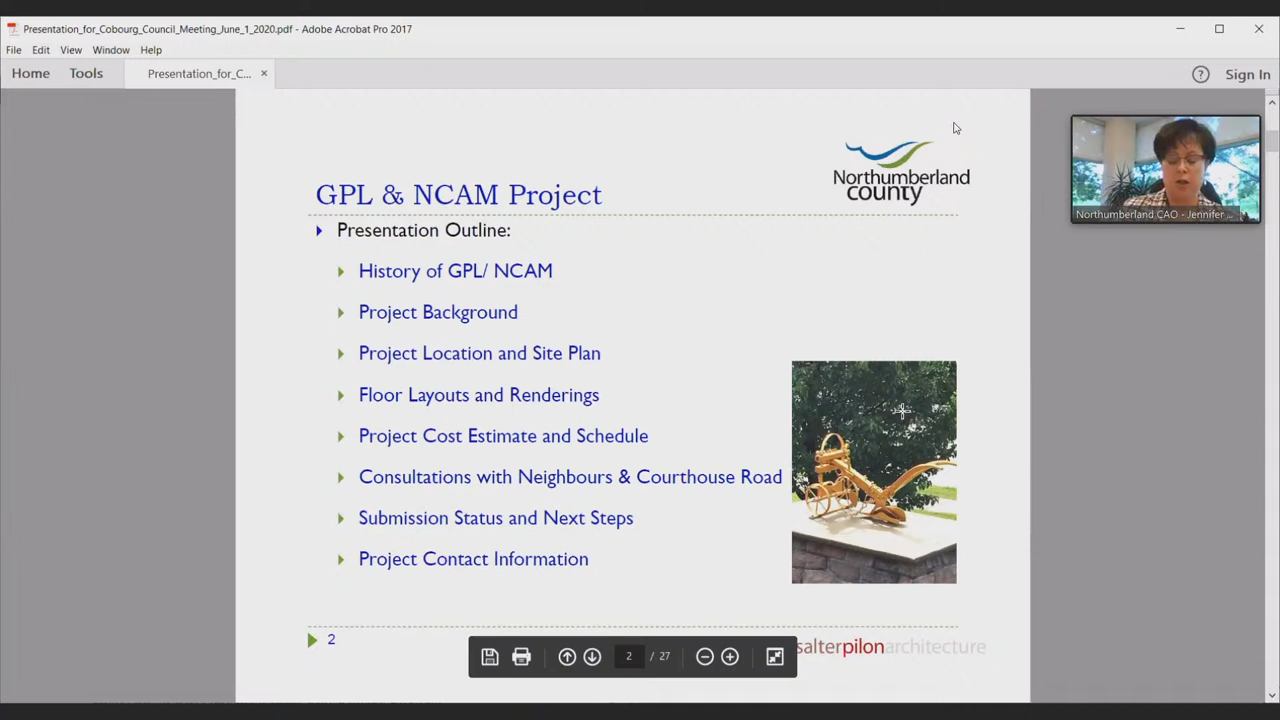 Presentation_for_Cobourg_Council_Meeting_June_1_2020.pdf - Adobe Acrobat Pro 2017
File Edit View Window Help
Home Tools Presentation_for_C... × ? Sign In
Northumberland
county
GPL & NCAM Project
Presentation Outline:
History of GPL/ NCAM
Project Background
Project Location and Site Plan
Floor Layouts and Renderings
Project Cost Estimate and Schedule
Consultations with Neighbours & Courthouse Road
Submission Status and Next Steps
Project Contact Information
2
salterpilonarchitecture
2 / 27
Northumberland CAO - Jennifer ...